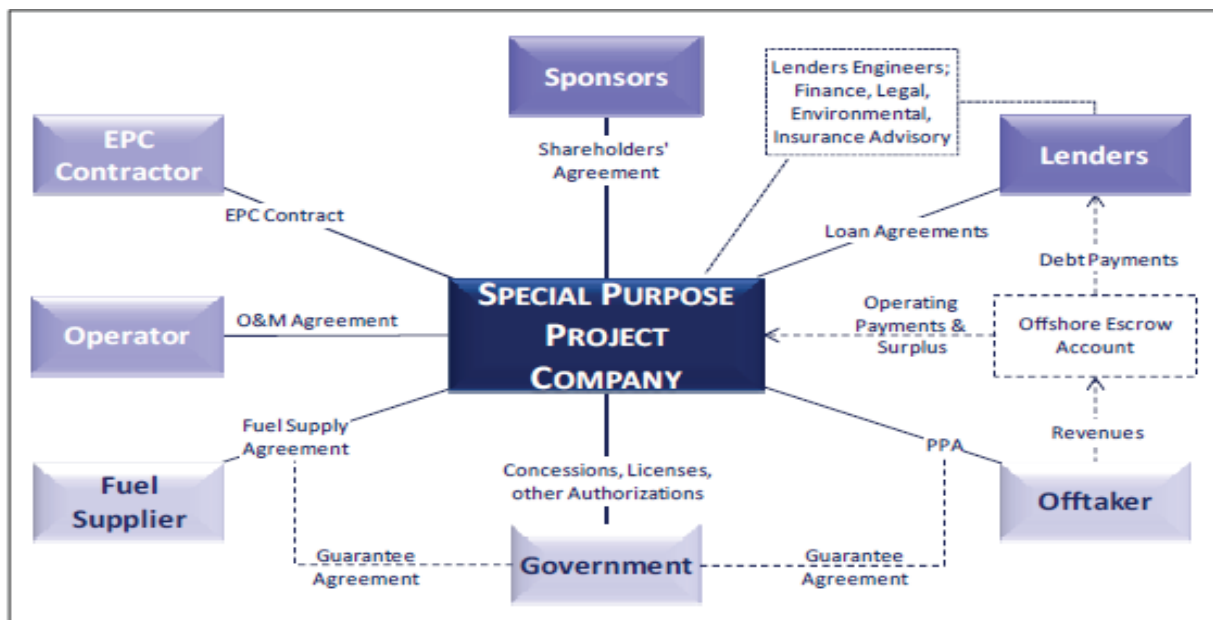 Sponsors
Lenders Engineers;
Finance, Legal,
Environmental,
Insurance Advisory
EPC
Contractor
Shareholders'
Agreement
Lenders
EPC Contract
Loan Agreements
Debt Payments
SPECIAL PURPOSE
PROJECT
COMPANY
Operator
O&M Agreement
Operating
Payments &
Surplus
Offshore Escrow
Account
Fuel Supply
Agreement
PPA
Revenues
Concessions, Licenses,
other Authorizations
Fuel
Supplier
Offtaker
Guarantee
Agreement
Government
Guarantee
Agreement